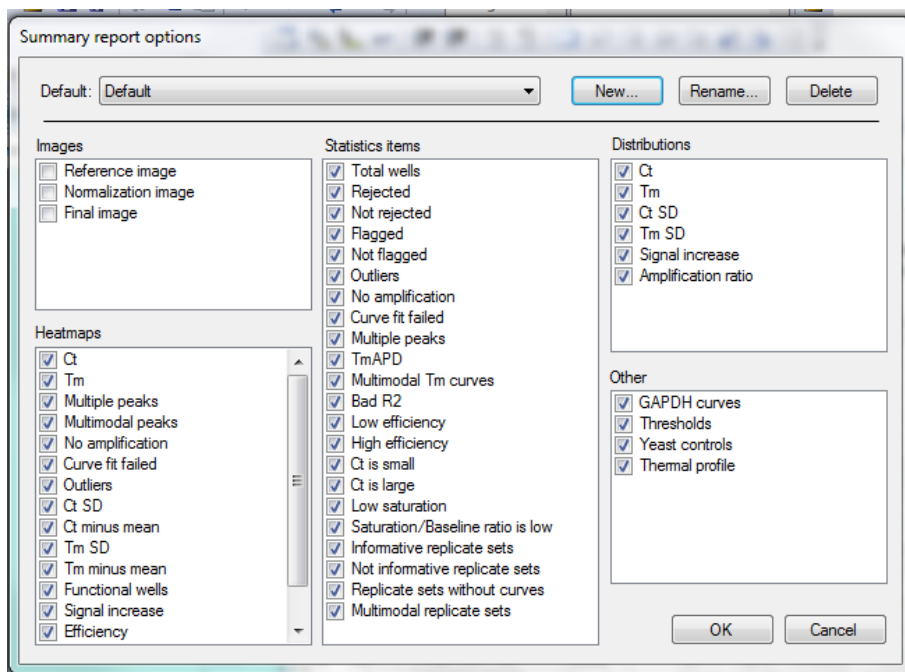 Summary report options
Default: Default
New...
Rename...
Delete
Images
Reference image
Normalization image
Final image
Heatmaps
Ct
Tm
Multiple peaks
Multimodal peaks
No amplification
Curve fit failed
Outliers
Ct SD
Ct minus mean
Tm SD
Tm minus mean
Functional wells
Signal increase
Efficiency
Statistics items
Total wells
Rejected
Not rejected
Flagged
Not flagged
Outliers
No amplification
Curve fit failed
Multiple peaks
TmAPD
Multimodal Tm curves
Bad R2
Low efficiency
High efficiency
Ct is small
Ct is large
Low saturation
Saturation/Baseline ratio is low
Informative replicate sets
Not informative replicate sets
Replicate sets without curves
Multimodal replicate sets
Distributions
Ct
Tm
Ct SD
Tm SD
Signal increase
Amplification ratio
Other
GAPDH curves
Thresholds
Yeast controls
Thermal profile
OK
Cancel